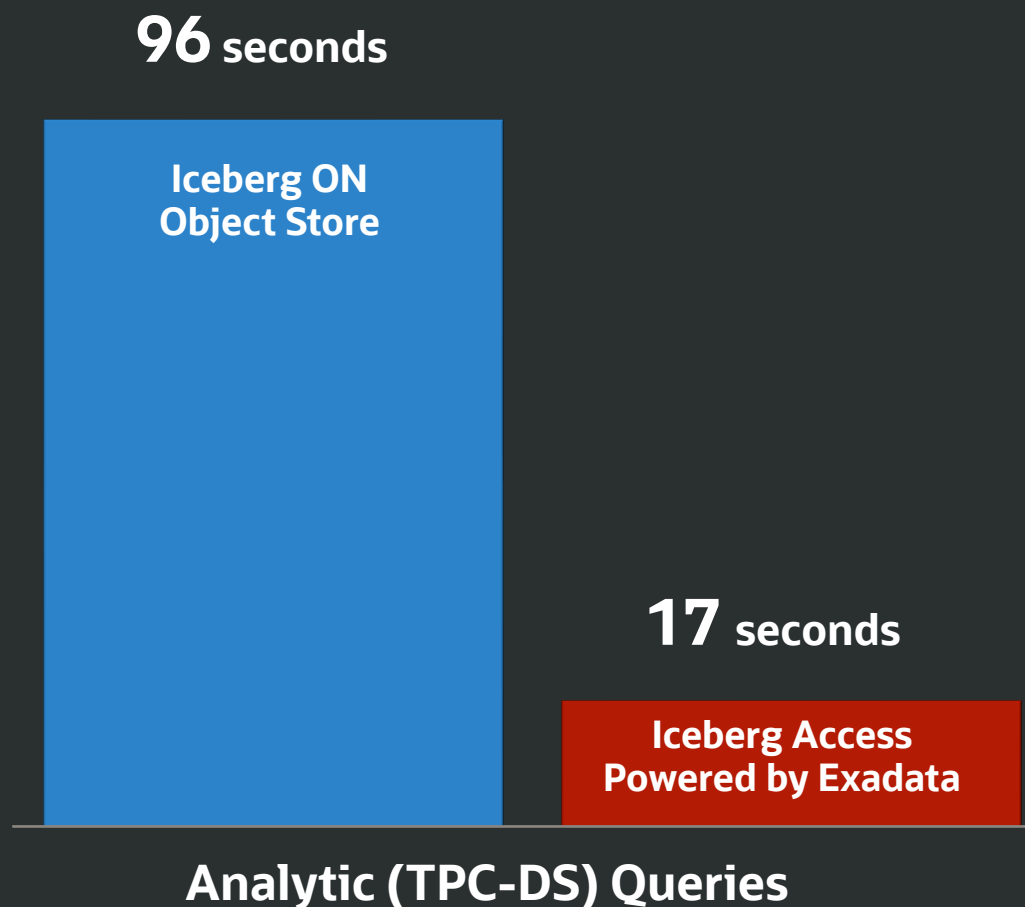 96 seconds
Iceberg ON
Object Store
17 seconds
Iceberg Access
Powered by Exadata
Analytic (TPC-DS) Queries